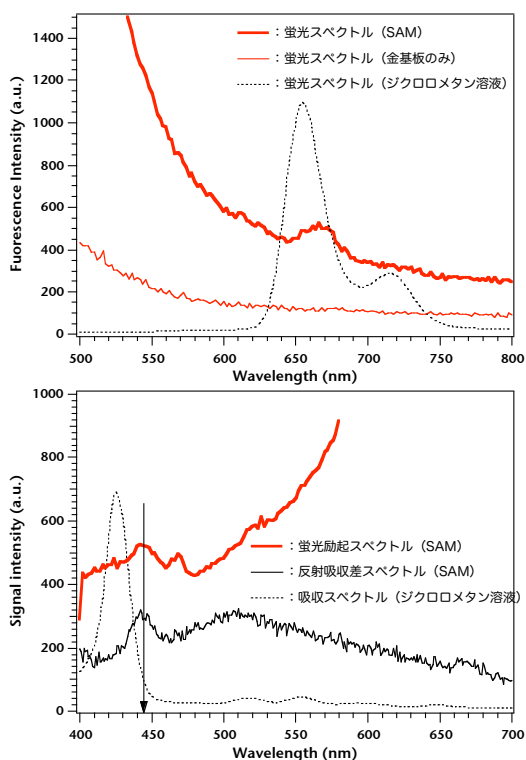 1400
1200
1000
800
600
400
200
0
Fuorescence Intensity (a.u.)
：蛍光スペクトル（SAM）
：蛍光スペクトル（金基板のみ）
：蛍光スペクトル（ジクロロメタン溶液）
500 550 600 650 700 750 800
Wavelength (nm)
1000
800
600
400
200
0
Signal intensity (a.u.)
：蛍光励起スペクトル（SAM）
：反射吸収差スペクトル（SAM）
：吸収スペクトル（ジクロロメタン溶液）
400 450 500 550 600 650 700
Wavelength (nm)